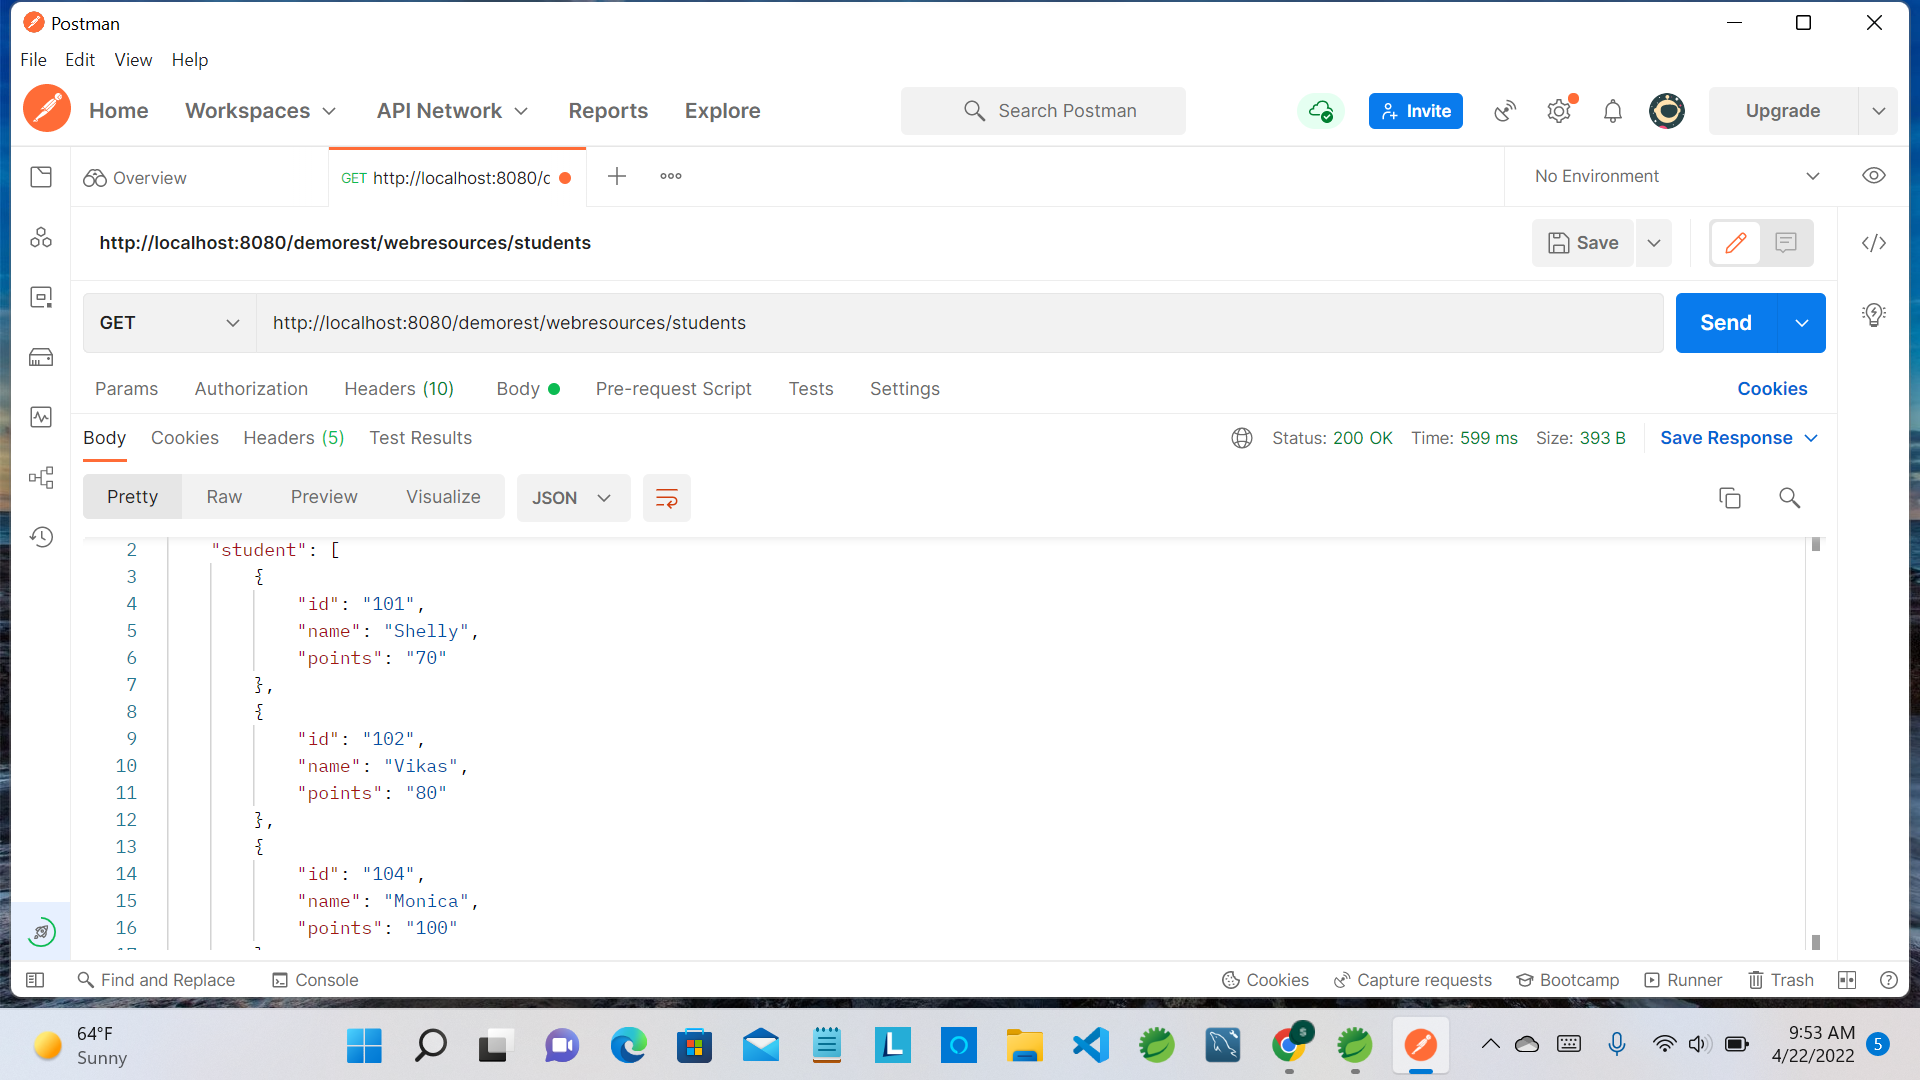 Postman
File Edit View Help
Home Workspaces API Network Reports Explore Search Postman Invite Upgrade
Overview GET http://localhost:8080/ No Environment
http://localhost:8080/demorest/webresources/students Save
GET http://localhost:8080/demorest/webresources/students Send
Params Authorization Headers (10) Body Pre-request Script Tests Settings Cookies
Body Cookies Headers (5) Test Results Status: 200 OK Time: 599 ms Size: 393 B Save Response
Pretty Raw Preview Visualize JSON
2 "student": [
3 {
4 "id": "101",
5 "name": "Shelly",
6 "points": "70"
7 },
8 {
9 "id": "102",
10 "name": "Vikas",
11 "points": "80"
12 },
13 {
14 "id": "104",
15 "name": "Monica",
16 "points": "100"
Find and Replace Console Cookies Capture requests Bootcamp Runner Trash
64°F
Sunny
L
S
9:53 AM
4/22/2022
5